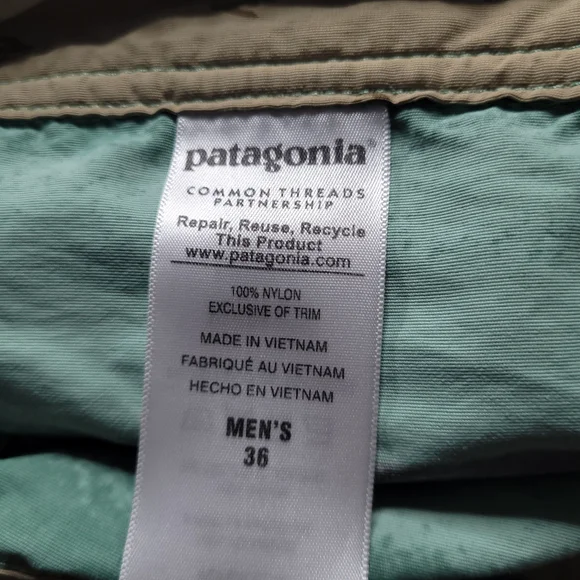 patagonia®
COMMON THREADS
PARTNERSHIP
Repair, Reuse, Recycle
This Product
www.patagonia.com
100% NYLON
EXCLUSIVE OF TRIM
MADE IN VIETNAM
FABRIQUÉ AU VIETNAM
HECHO EN VIETNAM
MEN'S
36